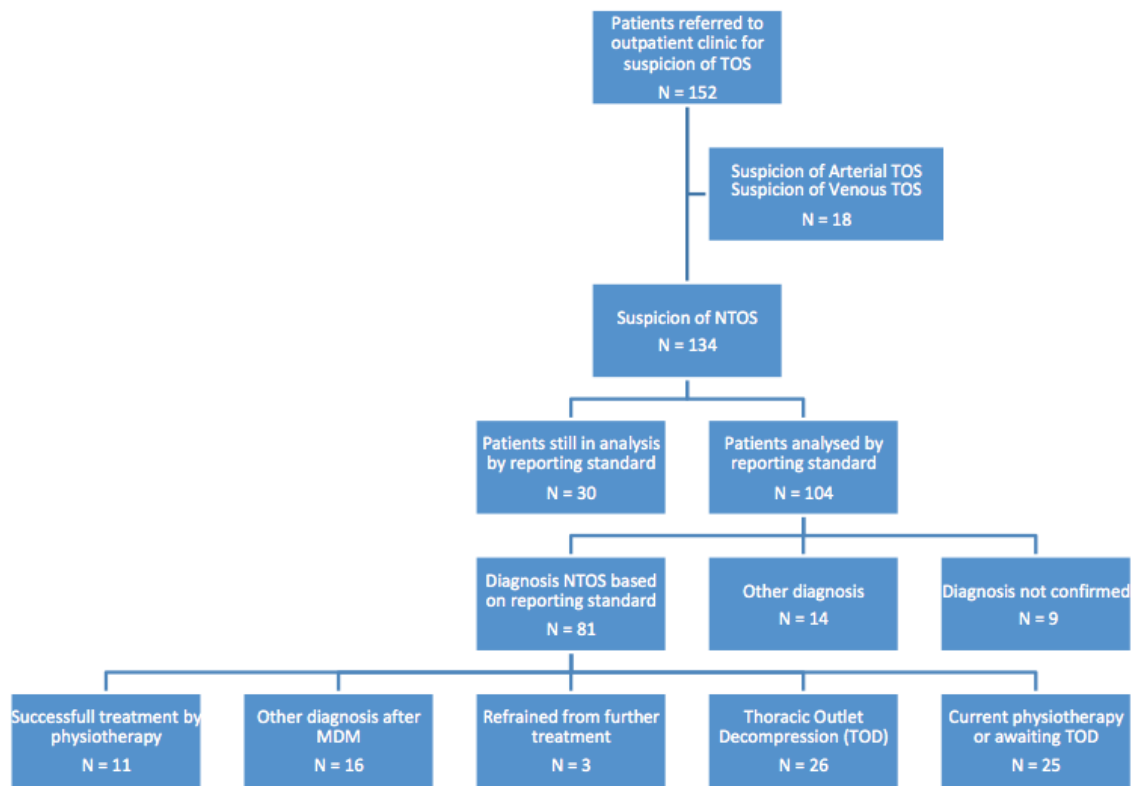 Patients referred to
outpatient clinic for
suspicion of TOS
N = 152
Suspicion of Arterial TOS
Suspicion of Venous TOS
N = 18
Suspicion of NTOS
N = 134
Patients still in analysis
by reporting standard
N = 30
Patients analysed by
reporting standard
N = 104
Diagnosis NTOS based
on reporting standard
N = 81
Other diagnosis
N = 14
Diagnosis not confirmed
N = 9
Successfull treatment by
physiotherapy
N = 11
Other diagnosis after
MDM
N = 16
Refrained from further
treatment
N = 3
Thoracic Outlet
Decompression (TOD)
N = 26
Current physiotherapy
or awaiting TOD
N = 25